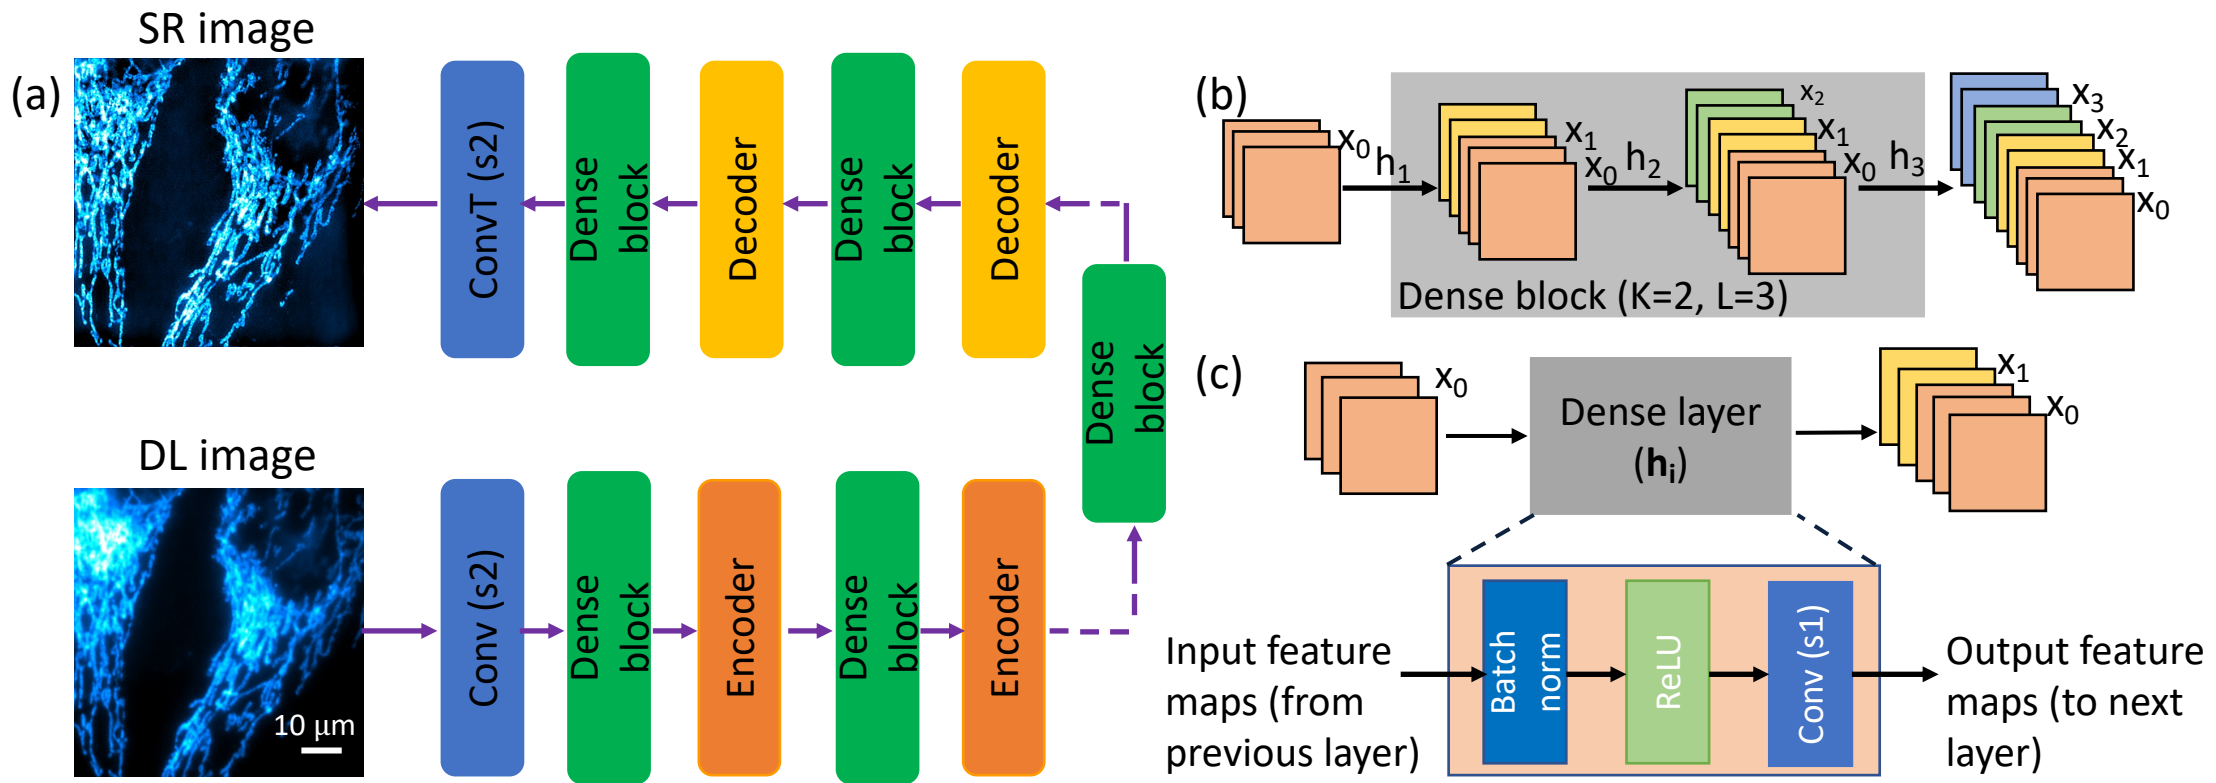 (a)
SR image
ConvT (s2)
Dense
block
Decoder
Dense
block
Decoder
Dense
block
DL image
10 μm
Conv (s2)
Dense
block
Encoder
Dense
block
Encoder
(b)
x0
h1
x1
x0
h2
x2
x1
x0
h3
x3
x2
x1
x0
Dense block (K=2, L=3)
(c)
x0
Dense layer
(hi)
x1
x0
Input feature
maps (from
previous layer)
Batch
norm
ReLU
Conv (s1)
Output feature
maps (to next
layer)